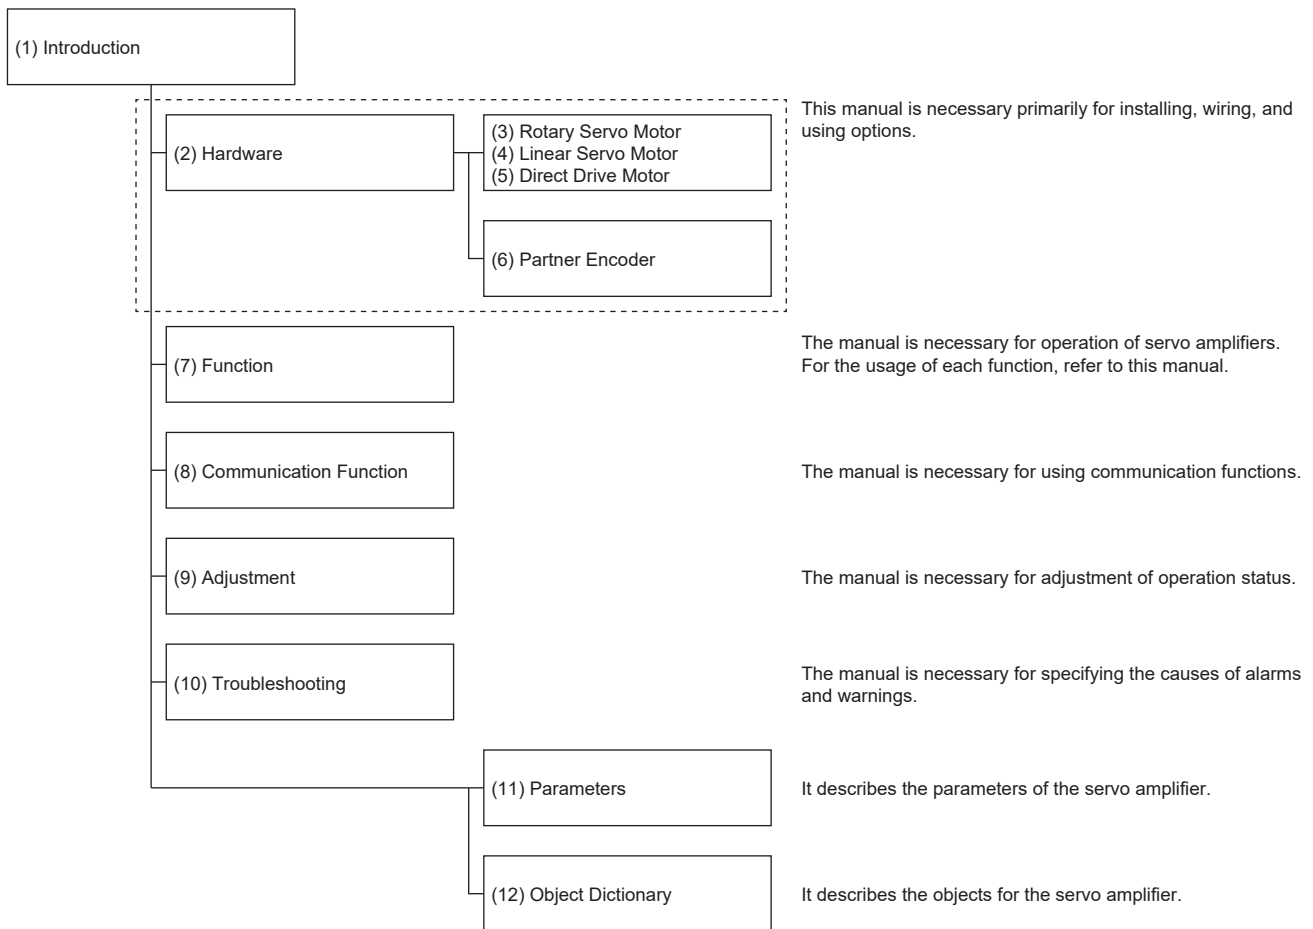 (1) Introduction
This manual is necessary primarily for installing, wiring, and
using options.
(2) Hardware
(3) Rotary Servo Motor
(4) Linear Servo Motor
(5) Direct Drive Motor
(6) Partner Encoder
(7) Function
The manual is necessary for operation of servo amplifiers.
For the usage of each function, refer to this manual.
(8) Communication Function
The manual is necessary for using communication functions.
(9) Adjustment
The manual is necessary for adjustment of operation status.
(10) Troubleshooting
The manual is necessary for specifying the causes of alarms
and warnings.
(11) Parameters
It describes the parameters of the servo amplifier.
(12) Object Dictionary
It describes the objects for the servo amplifier.